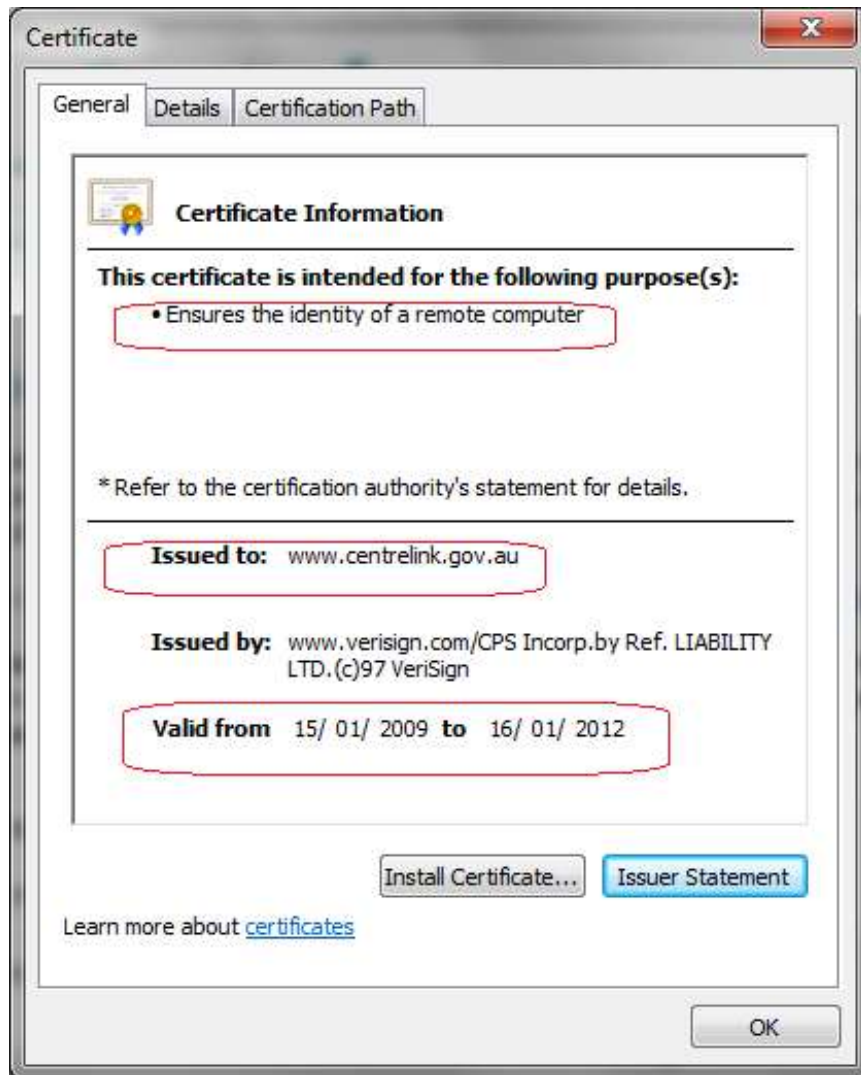 Certificate
General Details Certification Path
Certificate Information
This certificate is intended for the following purpose(s):
• Ensures the identity of a remote computer
* Refer to the certification authority's statement for details.
Issued to: www.centrelink.gov.au
Issued by: www.verisign.com/CPS Incorp.by Ref. LIABILITY
LTD.(c)97 VeriSign
Valid from 15/ 01/ 2009 to 16/ 01/ 2012
Install Certificate... Issuer Statement
Learn more about certificates
OK